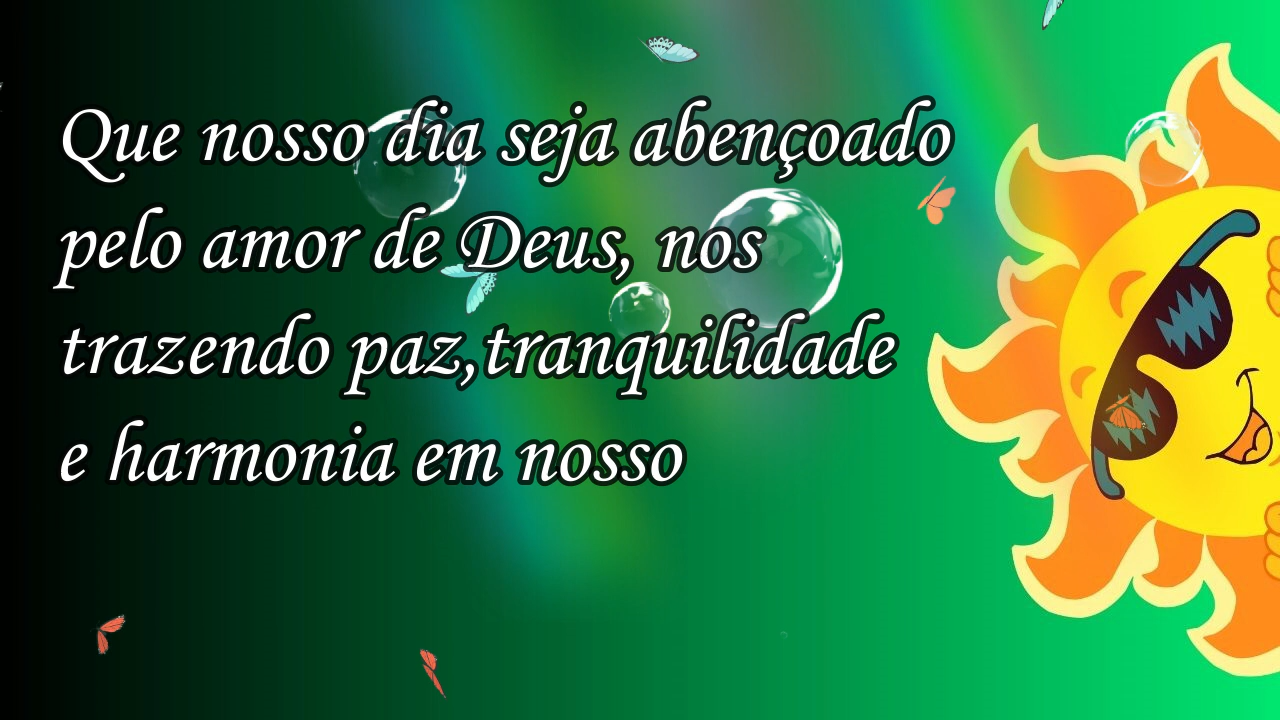 Que nosso dia seja abençoado
pelo amor de Deus, nos
trazendo paz,tranquilidade
e harmonia em nosso